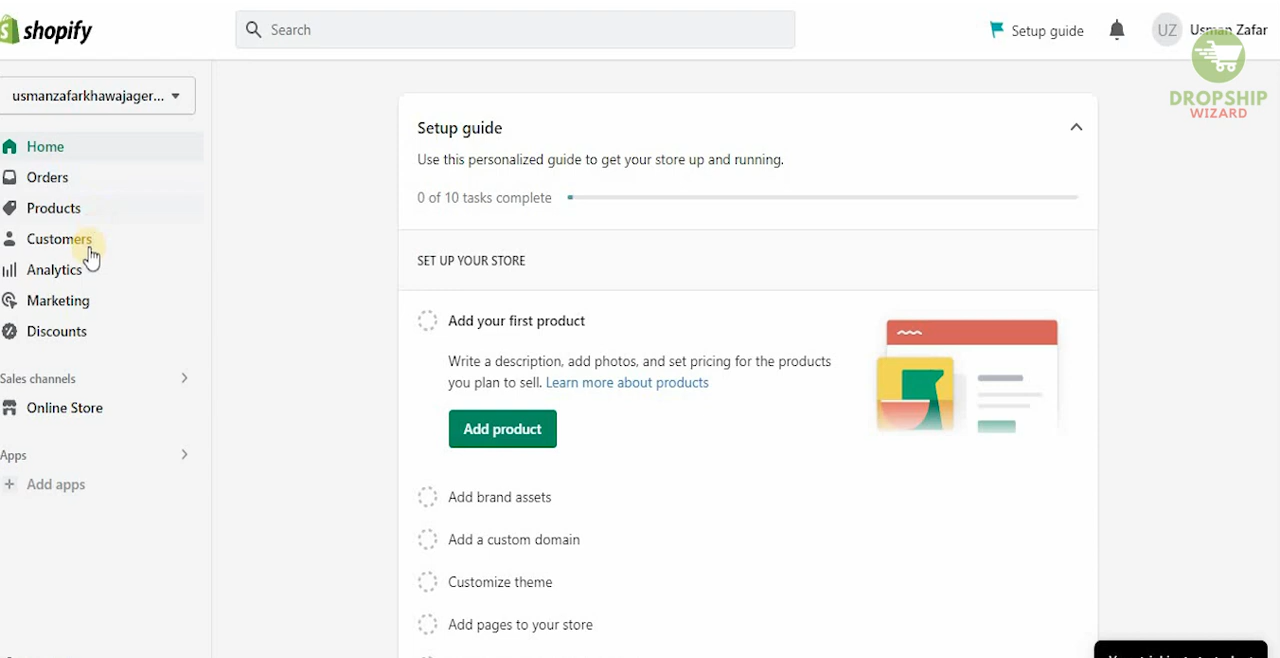 shopify
Search
Setup guide
UZ
Usman Zafar
DROPSHIP
WIZARD
usmanzafarkhawajager...
Home
Orders
Products
Customers
Analytics
Marketing
Discounts
Sales channels
Online Store
Apps
Add apps
Setup guide
Use this personalized guide to get your store up and running.
0 of 10 tasks complete
SET UP YOUR STORE
Add your first product
Write a description, add photos, and set pricing for the products
you plan to sell. Learn more about products
Add product
Add brand assets
Add a custom domain
Customize theme
Add pages to your store